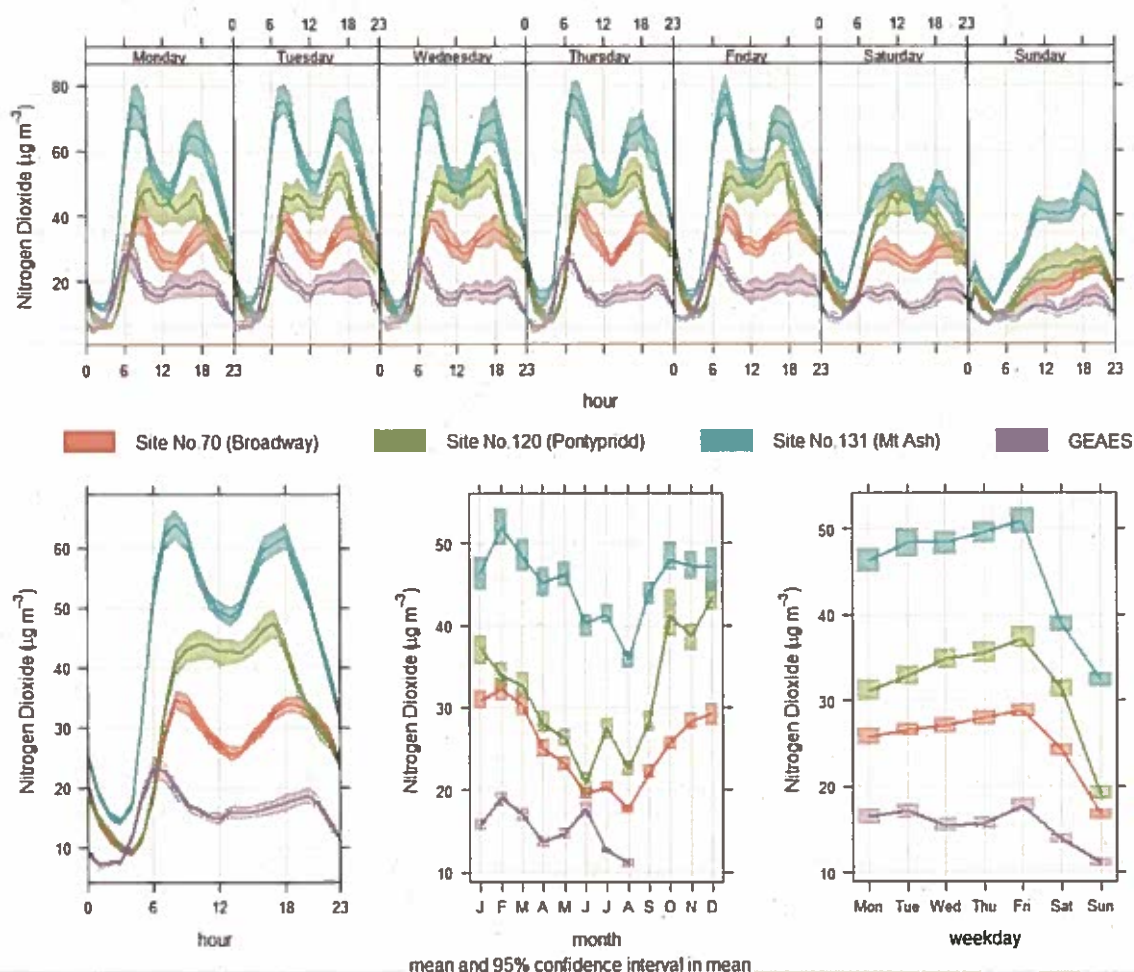 0 6 12 18 23 0 6 12 18 23 0 6 12 18 23
Monday Tuesday Wednesday Thursday Friday Saturday Sunday
80
60
40
20
Nitrogen Dioxide (µg m⁻³)
0 6 12 18 23 0 6 12 18 23 0 6 12 18 23 0 6 12 18 23
hour
Site No.70 (Broadway) Site No.120 (Pontypridd) Site No.131 (Mt Ash) GEAES
60
50
40
30
20
10
Nitrogen Dioxide (µg m⁻³)
0 6 12 18 23
hour
50
40
30
20
10
Nitrogen Dioxide (µg m⁻³)
J F M A M J J A S O N D
month
50
40
30
20
10
Nitrogen Dioxide (µg m⁻³)
Mon Tue Wed Thu Fri Sat Sun
weekday
mean and 95% confidence interval in mean